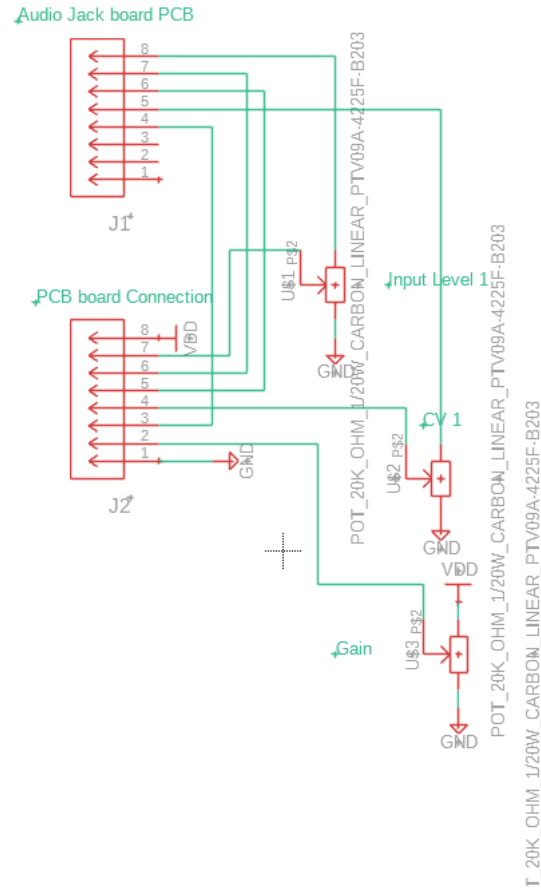 Audio Jack board PCB
8
7
6
5
4
3
2
1
J1
U$1
P$2
POT_20K_OHM_1/20W_CARBON_LINEAR_PTV09A-4225F-B203
Input Level 1
GND
PCB board Connection
8
7
6
5
4
3
2
1
VDD
GND
J2
CV 1
U$2
P$2
POT_20K_OHM_1/20W_CARBON_LINEAR_PTV09A-4225F-B203
GND
VDD
Gain
U$3
P$2
T_20K_OHM_1/20W_CARBON_LINEAR_PTV09A-4225F-B203
GND